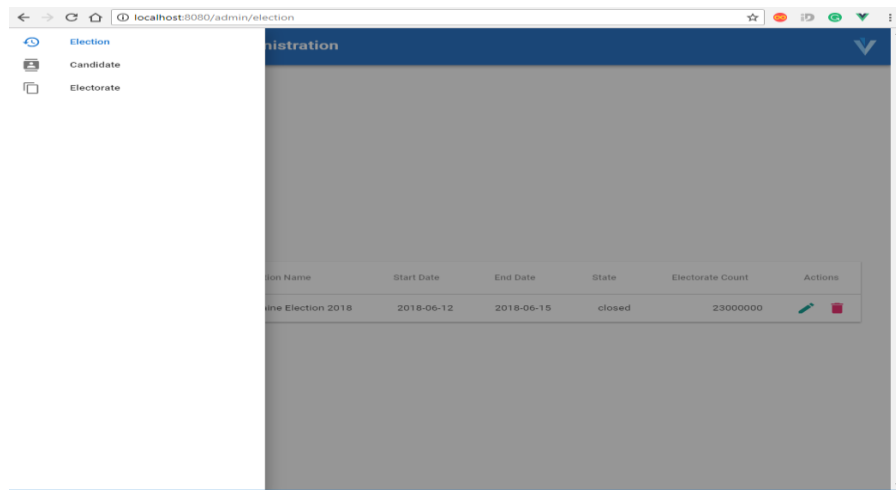 localhost:8080/admin/election
Election
nistration
Candidate
Electorate
tion Name Start Date End Date State Electorate Count Actions
ine Election 2018 2018-06-12 2018-06-15 closed 23000000